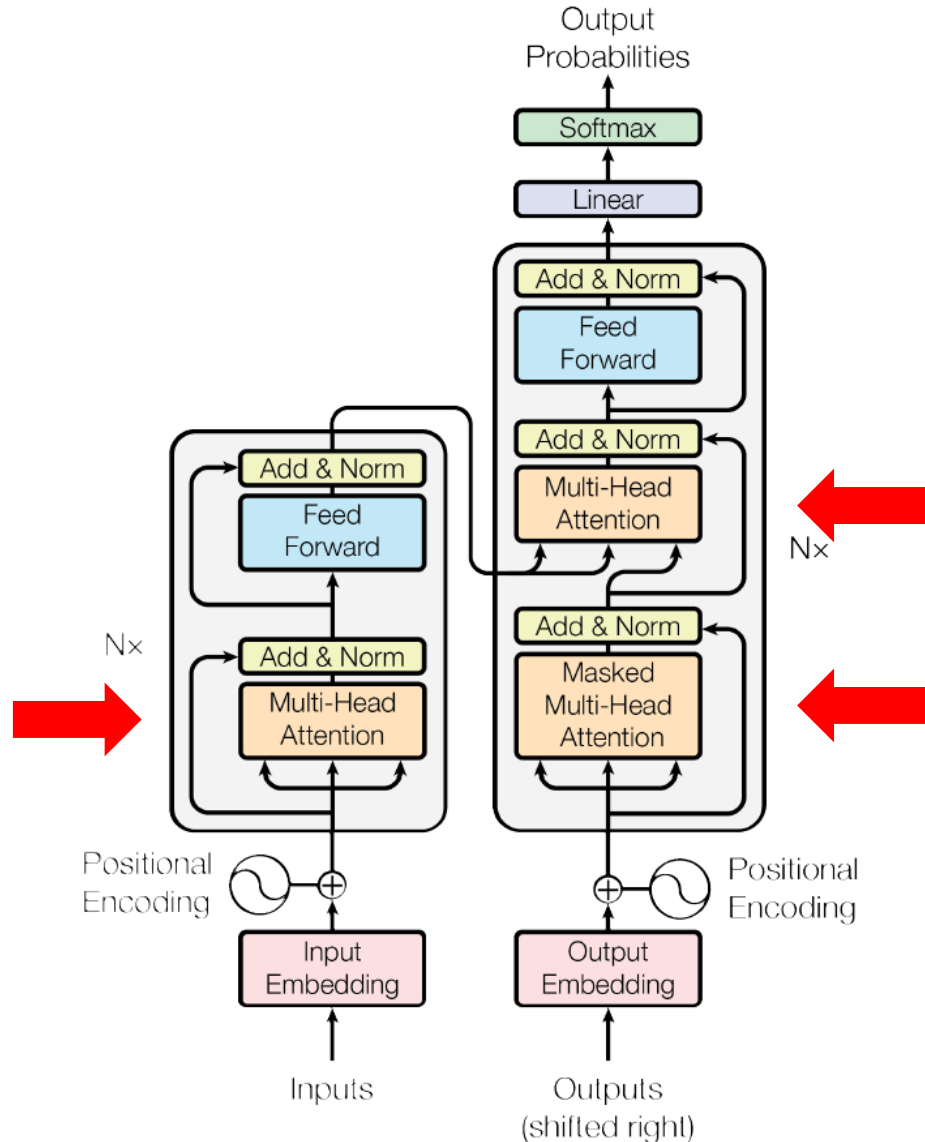 Output
Probabilities
Softmax
Linear
Add & Norm
Feed
Forward
Add & Norm
Multi-Head
Attention
Nx
Add & Norm
Masked
Multi-Head
Attention
Add & Norm
Feed
Forward
Nx
Add & Norm
Multi-Head
Attention
Positional
Encoding
Positional
Encoding
Input
Embedding
Output
Embedding
Inputs
Outputs
(shifted right)